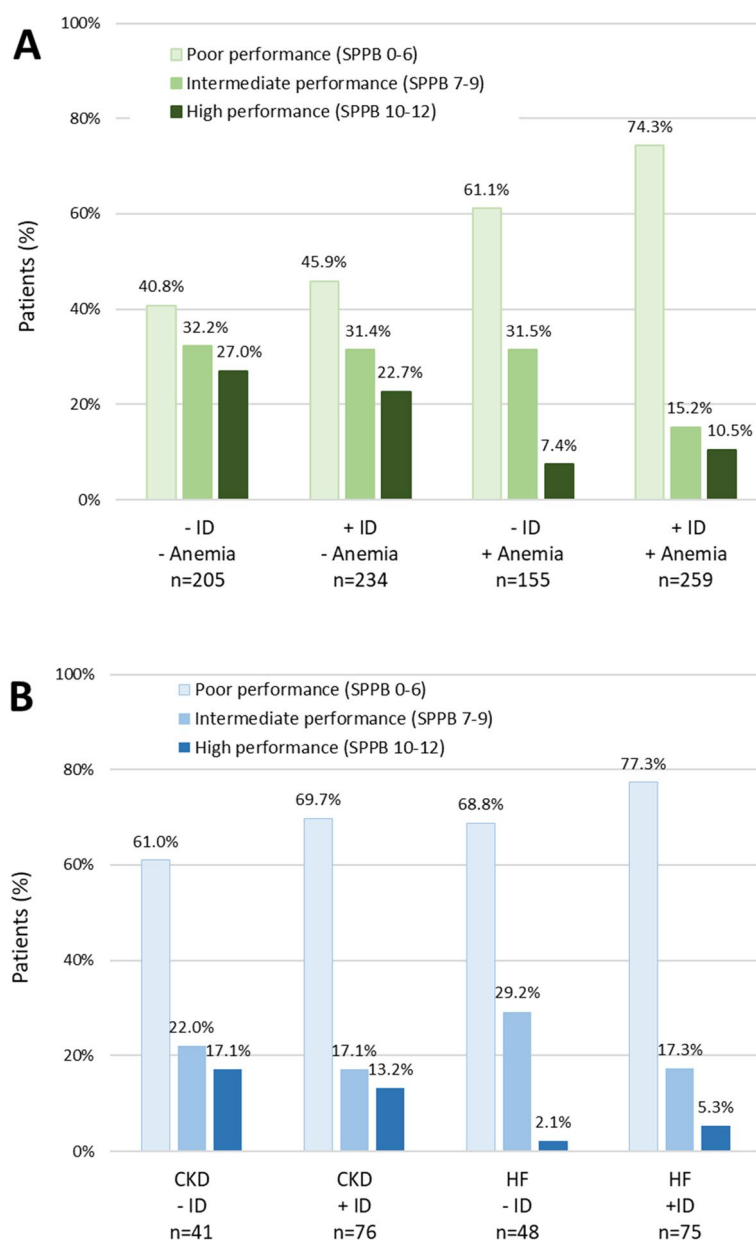 A
100%
Poor performance (SPPB 0-6)
Intermediate performance (SPPB 7-9)
High performance (SPPB 10-12)
80%
60%
40%
20%
0%
Patients (%)
40.8%
32.2%
27.0%
45.9%
31.4%
22.7%
61.1%
31.5%
7.4%
74.3%
15.2%
10.5%
- ID
- Anemia
n=205
+ ID
- Anemia
n=234
- ID
+ Anemia
n=155
+ ID
+ Anemia
n=259
B
100%
Poor performance (SPPB 0-6)
Intermediate performance (SPPB 7-9)
High performance (SPPB 10-12)
80%
60%
40%
20%
0%
Patients (%)
61.0%
22.0%
17.1%
69.7%
17.1%
13.2%
68.8%
29.2%
2.1%
77.3%
17.3%
5.3%
CKD
- ID
n=41
CKD
+ ID
n=76
HF
- ID
n=48
HF
+ID
n=75